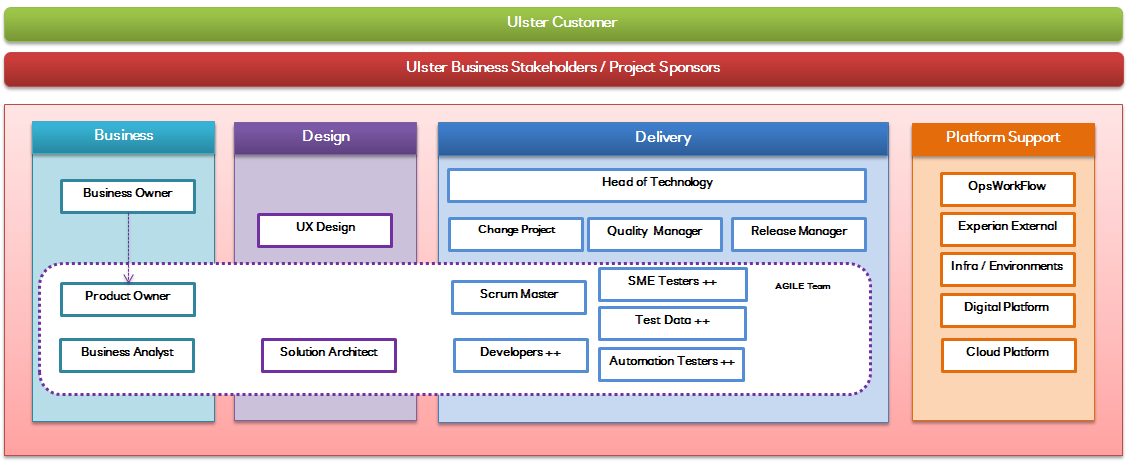 Ulster Customer
Ulster Business Stakeholders / Project Sponsors
Business
Business Owner
Product Owner
Business Analyst
Design
UX Design
Solution Architect
Delivery
Head of Technology
Change Project
Quality Manager
Release Manager
Scrum Master
Developers ++
SME Testers ++
Test Data ++
Automation Testers ++
AGILE Team
Platform Support
OpsWorkFlow
Experian External
Infra / Environments
Digital Platform
Cloud Platform